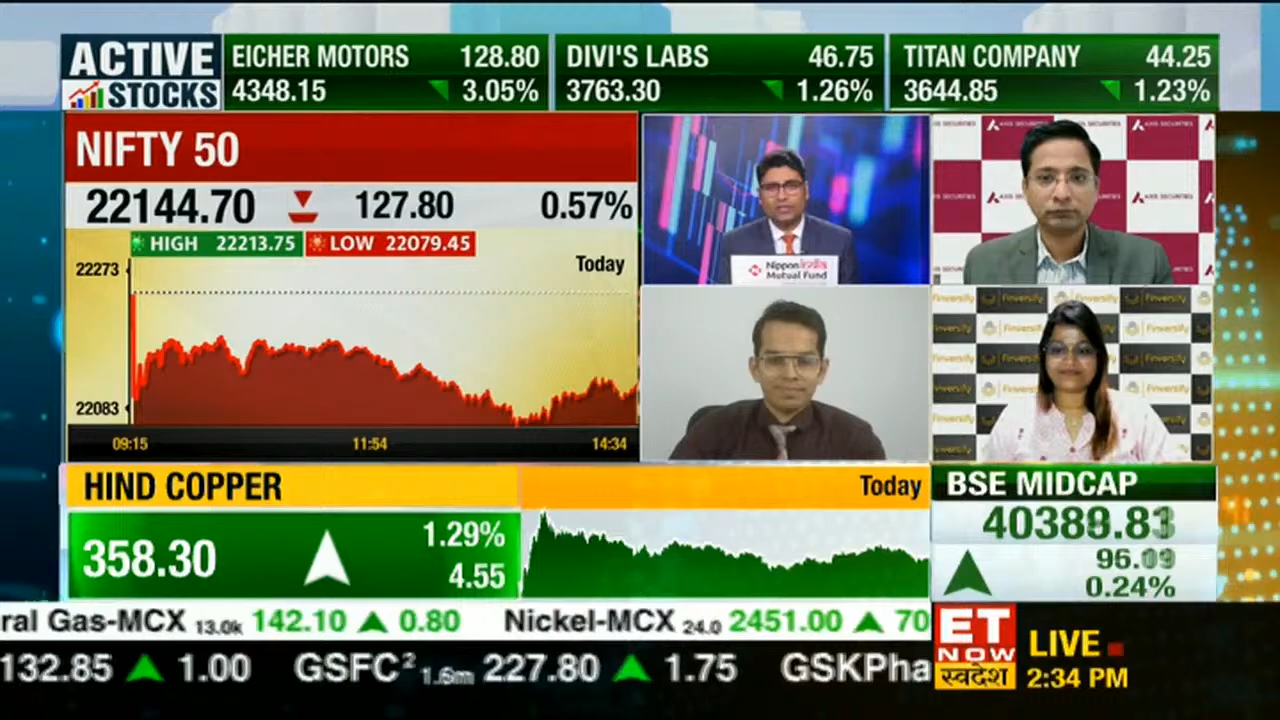 ACTIVE STOCKS
EICHER MOTORS 128.80
4348.15 3.05%
DIVI'S LABS 46.75
3763.30 1.26%
TITAN COMPANY 44.25
3644.85 1.23%
NIFTY 50
22144.70 127.80 0.57%
HIGH 22213.75 LOW 22079.45
Today
22273
22083
09:15 11:54 14:34
Nippon india
Mutual Fund
AXIS SECURITIES
Finversify
HIND COPPER
358.30
1.29%
4.55
Today
BSE MIDCAP
40389.83
96.09
0.24%
ral Gas-MCX 13.0k 142.10 0.80 Nickel-MCX 24.0 2451.00 70
132.85 1.00 GSFC² 1.6m 227.80 1.75 GSKPha
ET
NOW
स्वदेश
LIVE
2:34 PM